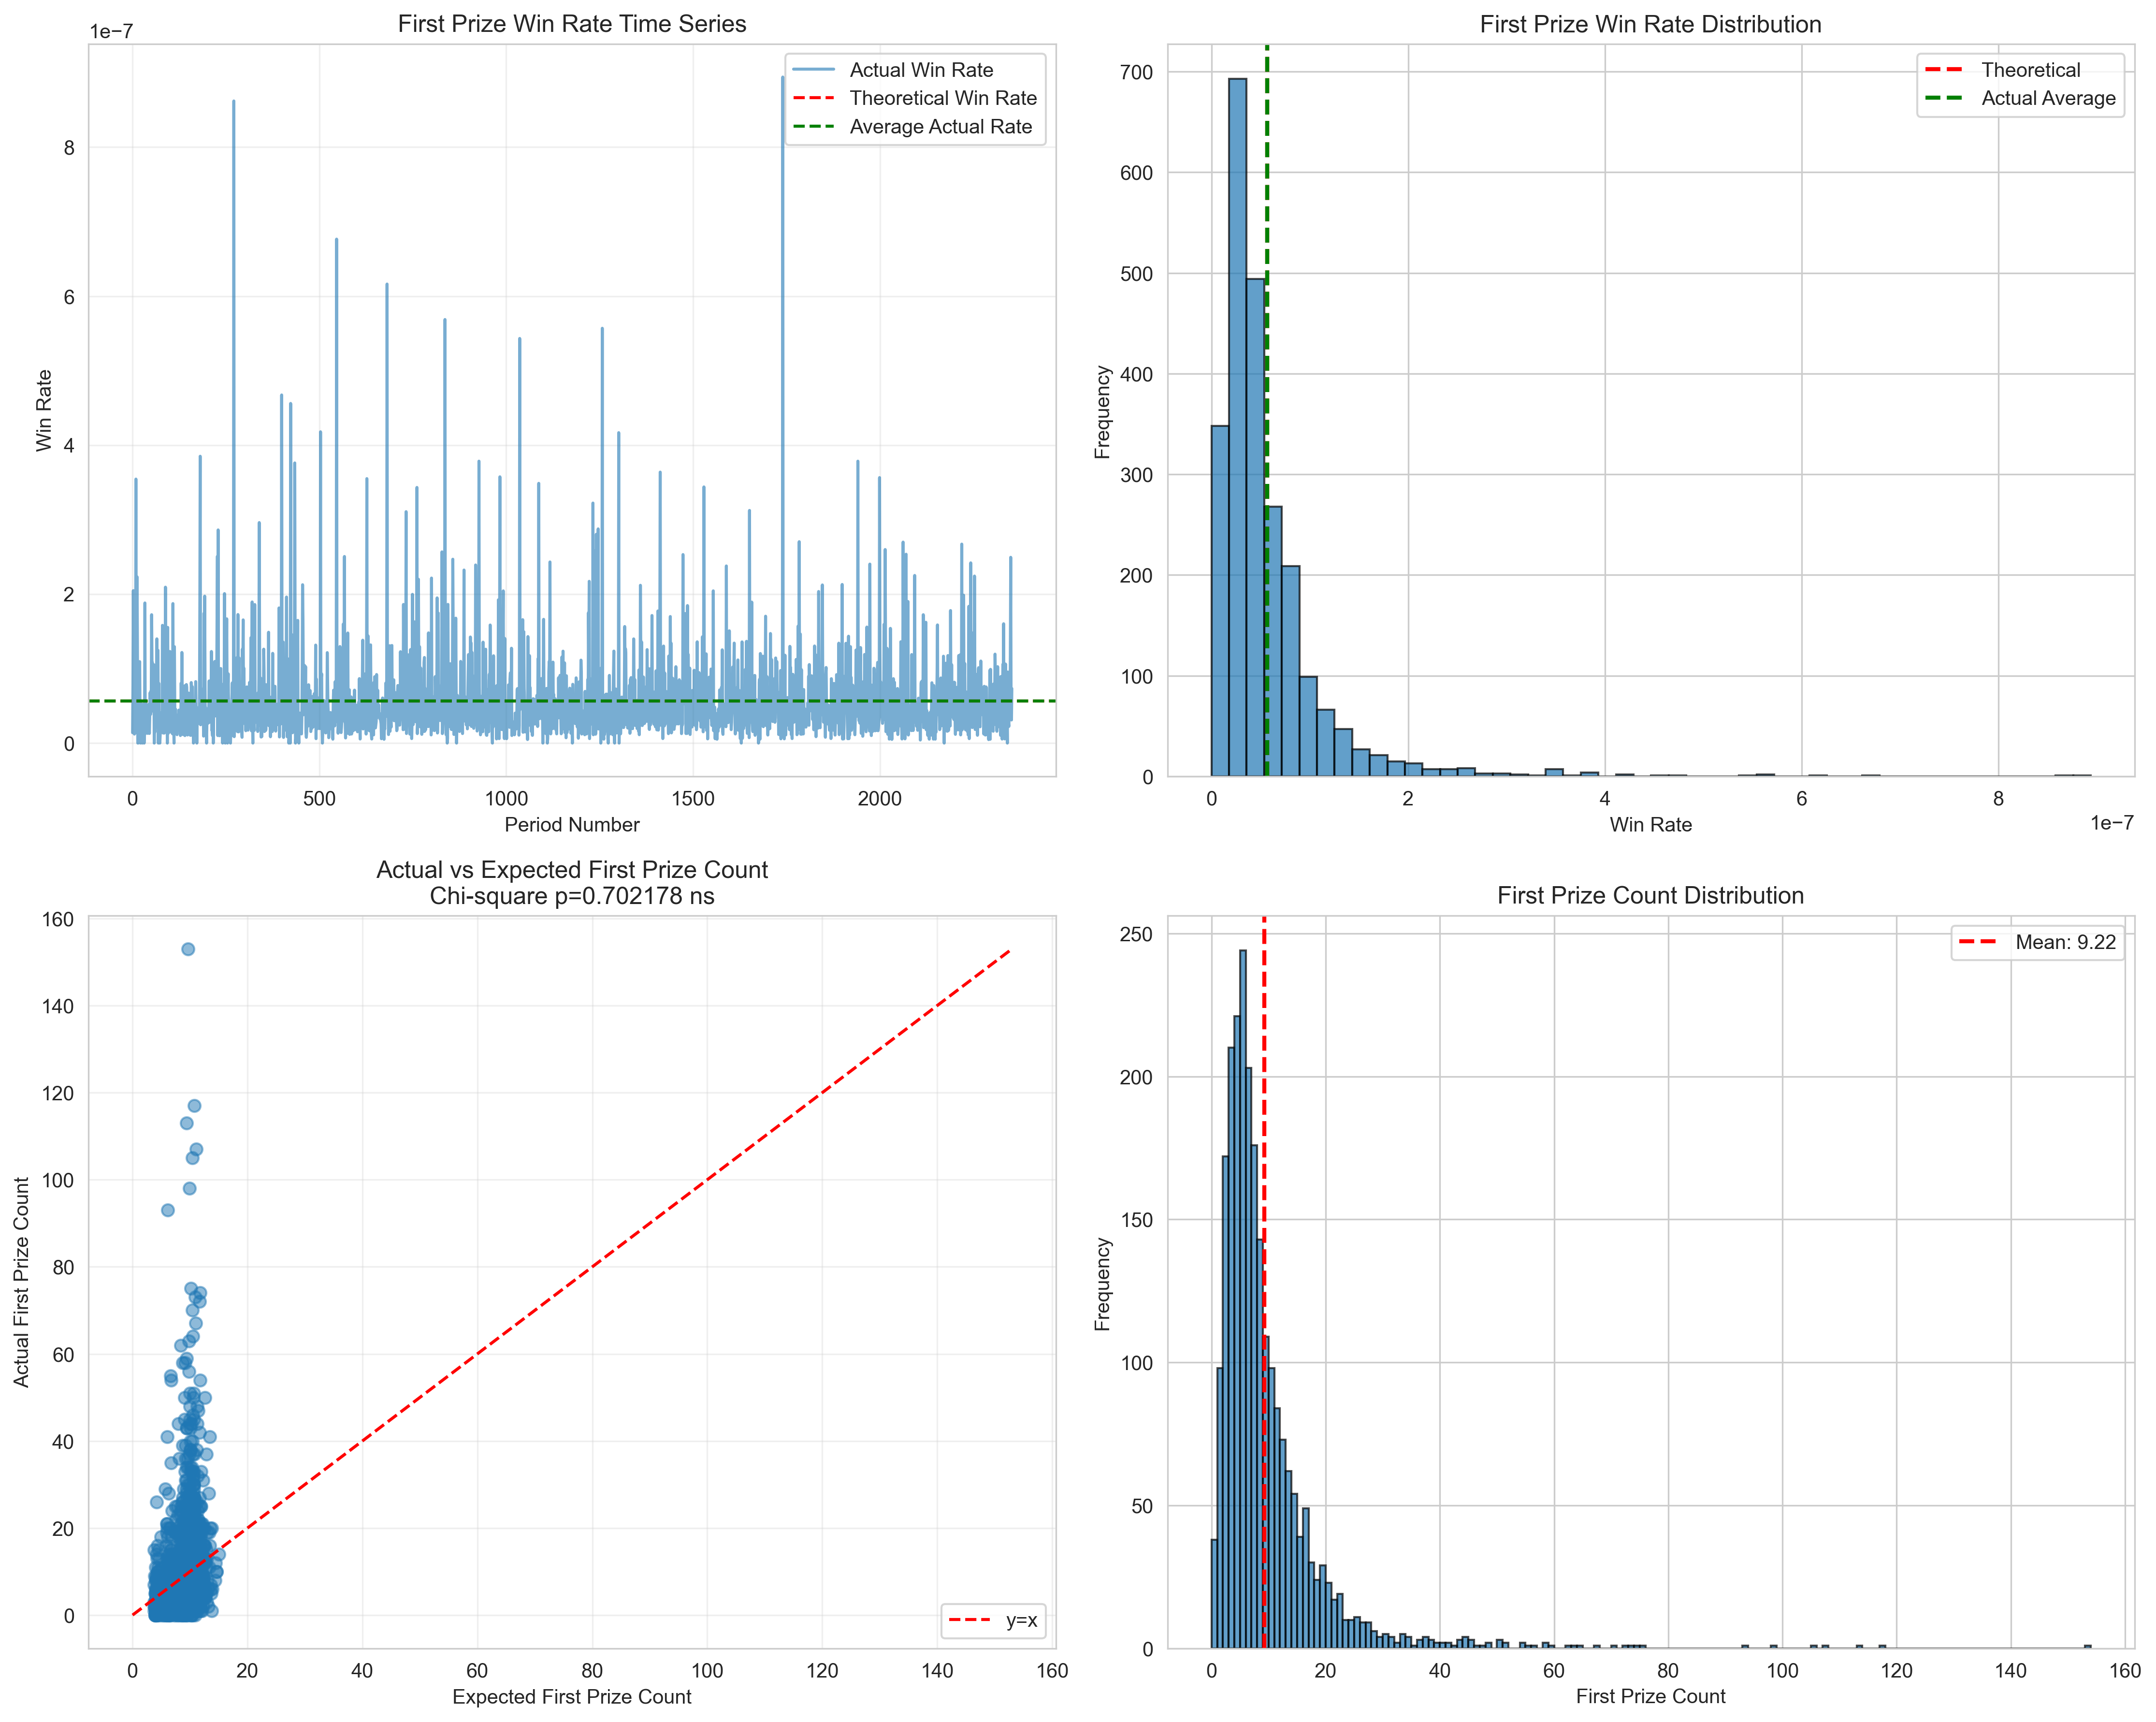 First Prize Win Rate Time Series
1e−7
Actual Win Rate
Theoretical Win Rate
Average Actual Rate
8
6
4
2
0
Win Rate
0 500 1000 1500 2000
Period Number
First Prize Win Rate Distribution
Theoretical
Actual Average
700
600
500
400
300
200
100
0
Frequency
0 2 4 6 8
Win Rate
1e−7
Actual vs Expected First Prize Count
Chi-square p=0.702178 ns
160
140
120
100
80
60
40
20
0
Actual First Prize Count
y=x
0 20 40 60 80 100 120 140 160
Expected First Prize Count
First Prize Count Distribution
Mean: 9.22
250
200
150
100
50
0
Frequency
0 20 40 60 80 100 120 140 160
First Prize Count